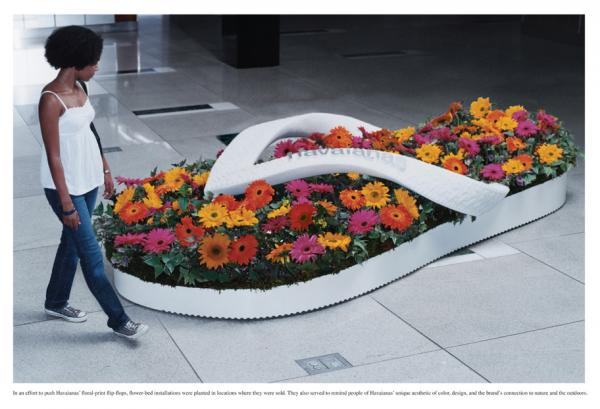 havaianas
In an effort to push Havaianas' floral-print flip-flops, flower-bed installations were planted in locations where they were sold. They also served to remind people of Havaianas' unique aesthetic of color, design, and the brand's connection to nature and the outdoors.